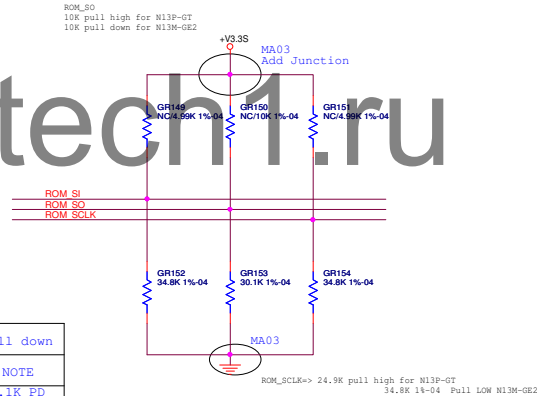 ROM_SO
10K pull high for N13P-GT
10K pull down for N13M-GE2
+V3.3S
MA03
Add Junction
tech1.ru
GR149
NC/4.99K 1%-04
GR150
NC/10K 1%-04
GR151
NC/4.99K 1%-04
ROM SI
ROM SO
ROM SCLK
GR152
34.8K 1%-04
GR153
30.1K 1%-04
GR154
34.8K 1%-04
ll down
NOTE
.1K PD
MA03
ROM_SCLK=> 24.9K pull high for N13P-GT
34.8K 1%-04 Pull LOW N13M-GE2